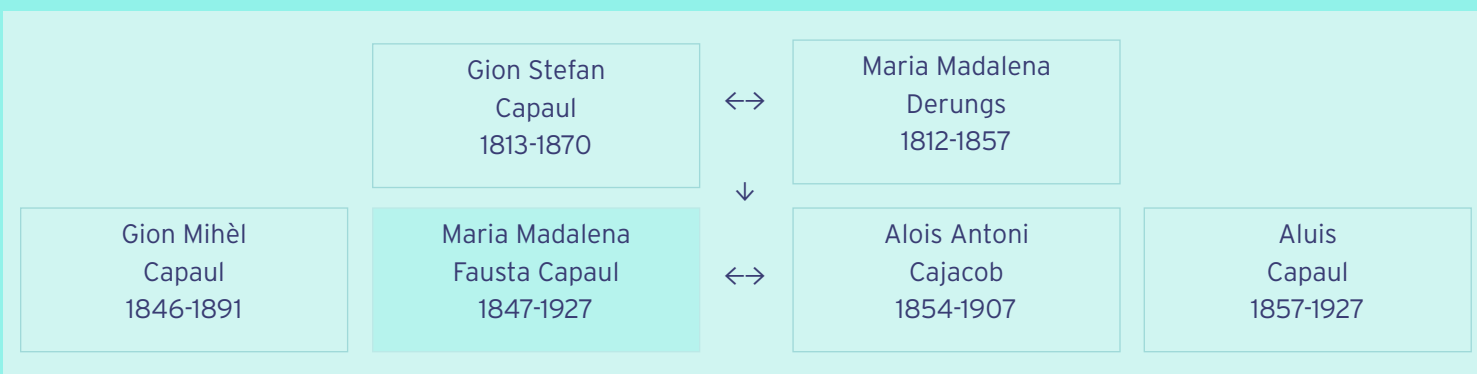 Gion Stefan
Capaul
1813-1870
↔
Maria Madalena
Derungs
1812-1857
↓
Gion Mihèl
Capaul
1846-1891
Maria Madalena
Fausta Capaul
1847-1927
↔
Alois Antoni
Cajacob
1854-1907
Aluis
Capaul
1857-1927